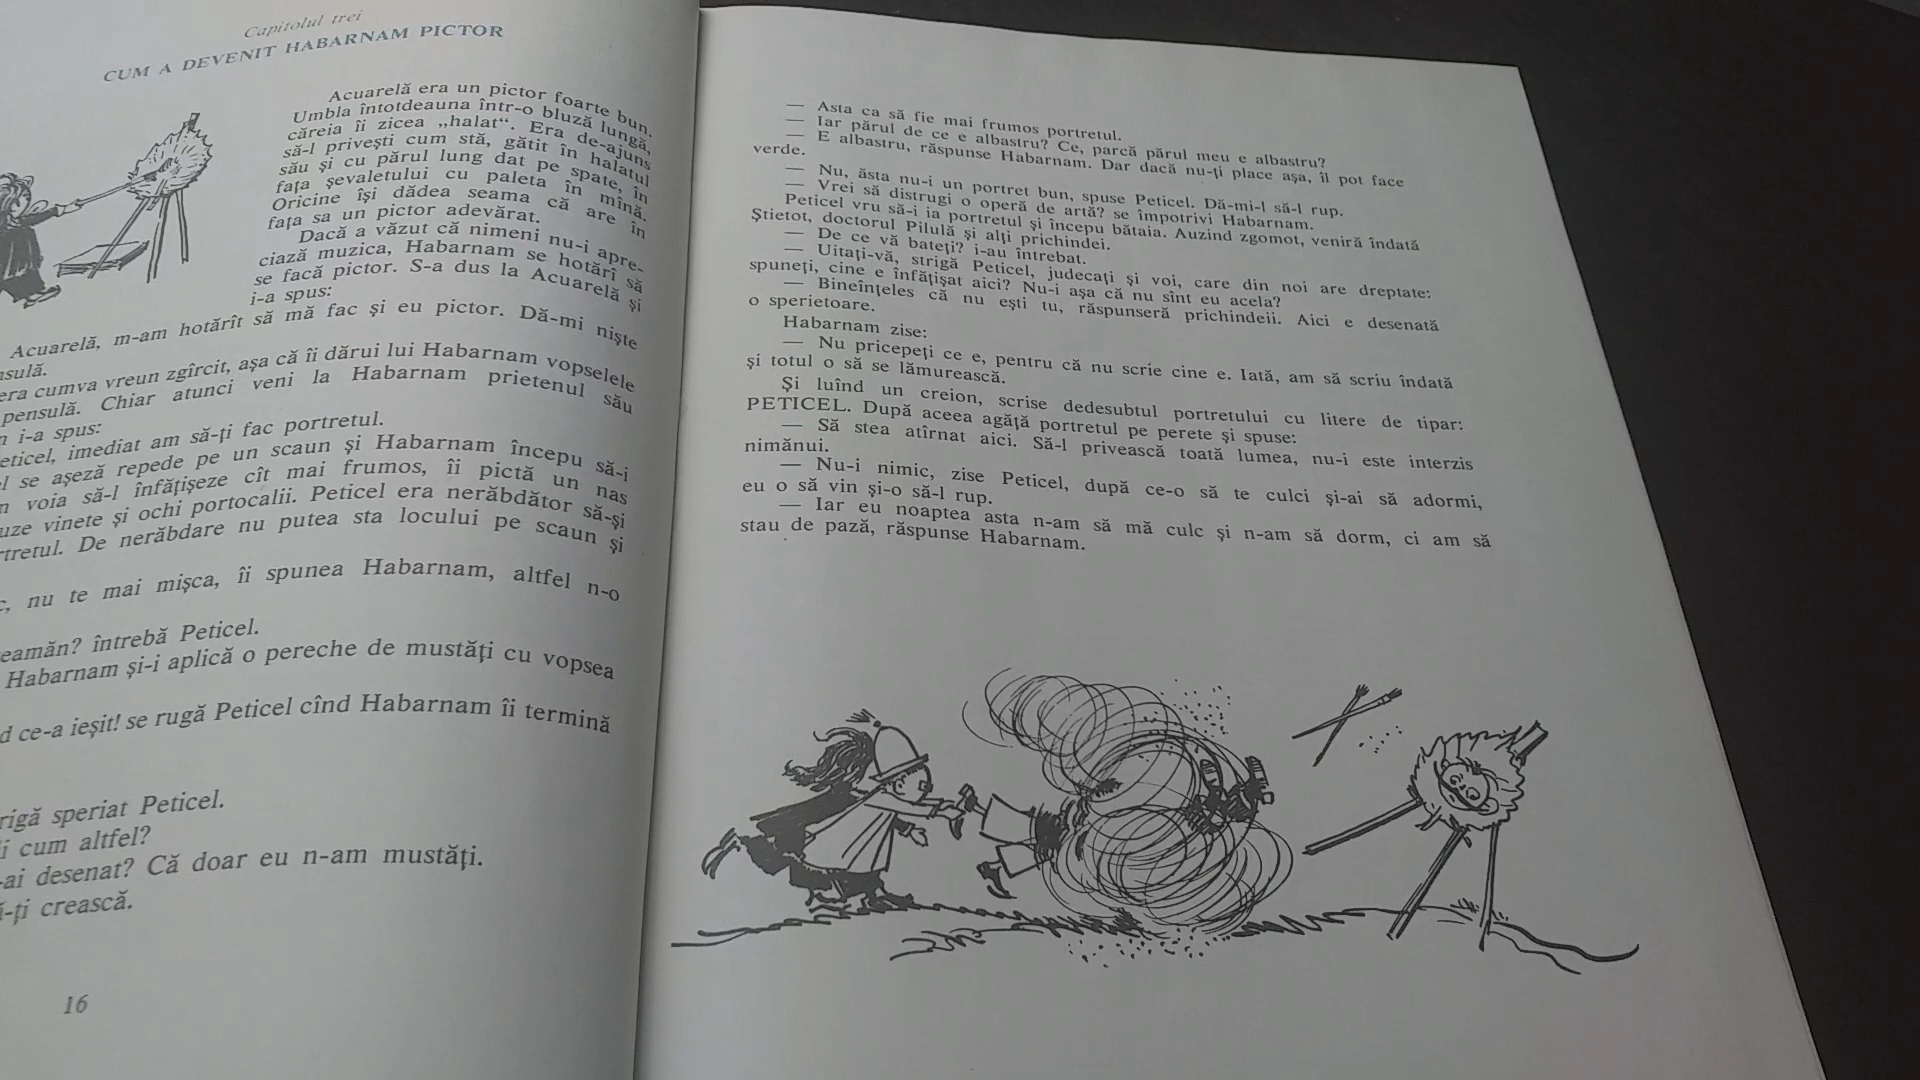 Capitolul trei
CUM A DEVENIT HABARNAM PICTOR
Acuarelă era un pictor foarte bun.
Umbla întotdeauna într-o bluză lungă,
căreia îi zicea „halat“. Era de-ajuns
să-l privești cum stă, gătit în halatul
său și cu părul lung dat pe spate, în
fața șevaletului cu paleta în mînă.
Oricine își dădea seama că are în
fața sa un pictor adevărat.
Dacă a văzut că nimeni nu-i apre-
ciază muzica, Habarnam se hotărî să
se facă pictor. S-a dus la Acuarelă și
i-a spus:
Acuarelă, m-am hotărît să mă fac și eu pictor. Dă-mi niște
cumva vreun zgîrcit, așa că îi dărui lui Habarnam vopselele
pensulă. Chiar atunci veni la Habarnam prietenul său
i-a spus:
imediat am să-ți fac portretul.
se așeză repede pe un scaun și Habarnam începu să-i
voia să-l înfățișeze cît mai frumos, îi pictă un nas
vinete și ochi portocalii. Peticel era nerăbdător să-și
De nerăbdare nu putea sta locului pe scaun și
nu te mai mișca, îi spunea Habarnam, altfel n-o
întrebă Peticel.
Habarnam și-i aplică o pereche de mustăți cu vopsea
ce-a ieșit! se rugă Peticel cînd Habarnam îi termină
speriat Peticel.
cum altfel?
desenat? Că doar eu n-am mustăți.
crească.
16
— Asta ca să fie mai frumos portretul.
— Iar părul de ce e albastru? Ce, parcă părul meu e albastru?
— E albastru, răspunse Habarnam. Dar dacă nu-ți place așa, îl pot face
verde.
— Nu, ăsta nu-i un portret bun, spuse Peticel. Dă-mi-l să-l rup.
— Vrei să distrugi o operă de artă? se împotrivi Habarnam.
Peticel vru să-i ia portretul și începu bătaia. Auzind zgomot, veniră îndată
Știetot, doctorul Pilulă și alți prichindei.
— De ce vă bateți? i-au întrebat.
— Uitați-vă, strigă Peticel, judecați și voi, care din noi are dreptate:
spuneți, cine e înfățișat aici? Nu-i așa că nu sînt eu acela?
— Bineînțeles că nu ești tu, răspunseră prichindeii. Aici e desenată
o sperietoare.
Habarnam zise:
— Nu pricepeți ce e, pentru că nu scrie cine e. Iată, am să scriu îndată
și totul o să se lămurească.
Și luînd un creion, scrise dedesubtul portretului cu litere de tipar:
PETICEL. După aceea agăță portretul pe perete și spuse:
— Să stea atîrnat aici. Să-l privească toată lumea, nu-i este interzis
nimănui.
— Nu-i nimic, zise Peticel, după ce-o să te culci și-ai să adormi,
eu o să vin și-o să-l rup.
— Iar eu noaptea asta n-am să mă culc și n-am să dorm, ci am să
stau de pază, răspunse Habarnam.